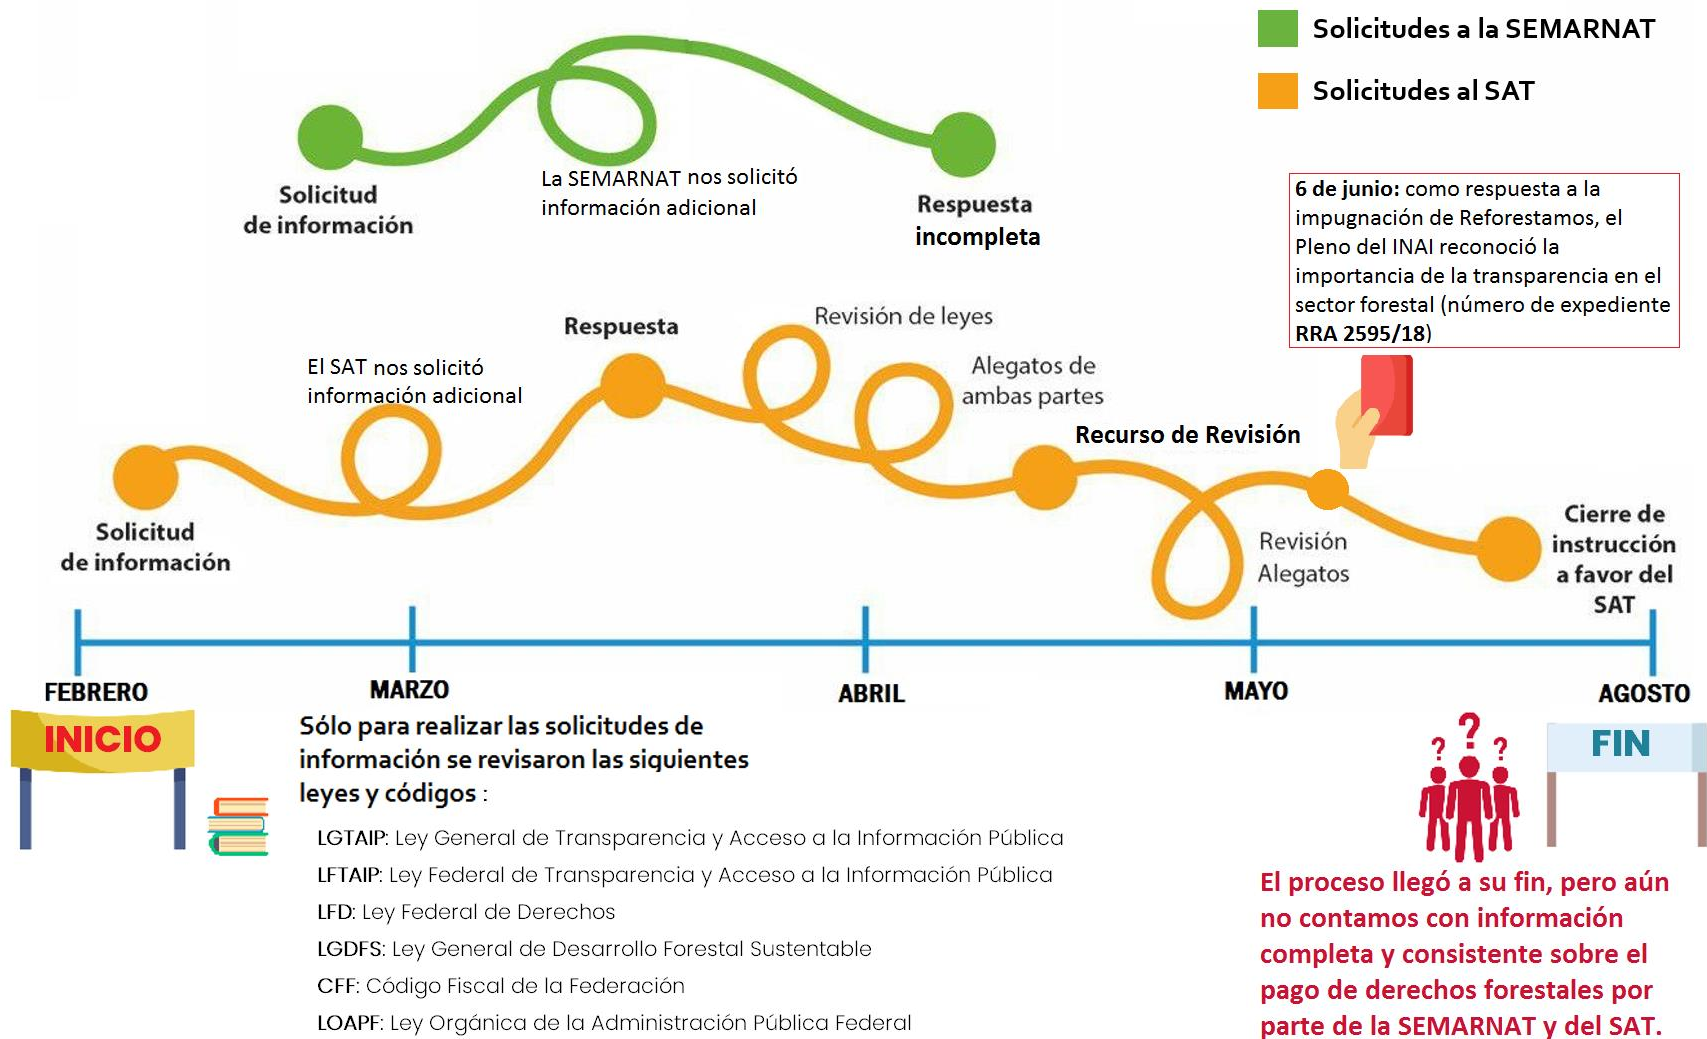 Solicitudes a la SEMARNAT
Solicitudes al SAT
Solicitud
de información
La SEMARNAT nos solicitó
información adicional
Respuesta
incompleta
6 de junio: como respuesta a la
impugnación de Reforestamos, el
Pleno del INAI reconoció la
importancia de la transparencia en el
sector forestal (número de expediente
RRA 2595/18)
El SAT nos solicitó
información adicional
Respuesta
Revisión de leyes
Alegatos de
ambas partes
Recurso de Revisión
Solicitud
de información
Revisión
Alegatos
Cierre de
instrucción
a favor del
SAT
FEBRERO
MARZO
ABRIL
MAYO
AGOSTO
INICIO
Sólo para realizar las solicitudes de
información se revisaron las siguientes
leyes y códigos :
LGTAIP: Ley General de Transparencia y Acceso a la Información Pública
LFTAIP: Ley Federal de Transparencia y Acceso a la Información Pública
LFD: Ley Federal de Derechos
LGDFS: Ley General de Desarrollo Forestal Sustentable
CFF: Código Fiscal de la Federación
LOAPF: Ley Orgánica de la Administración Pública Federal
? ? ?
FIN
El proceso llegó a su fin, pero aún
no contamos con información
completa y consistente sobre el
pago de derechos forestales por
parte de la SEMARNAT y del SAT.